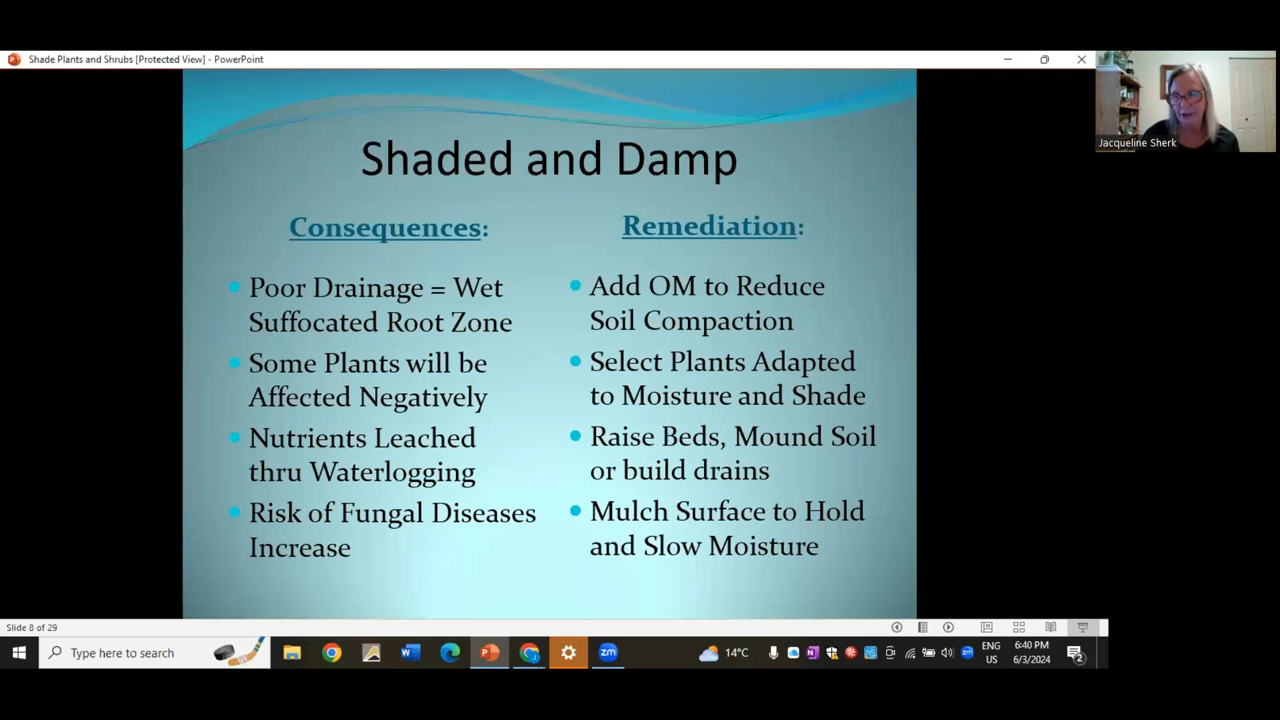 Shade Plants and Shrubs [Protected View] - PowerPoint
Jacqueline Sherk
Shaded and Damp
Consequences:
Poor Drainage = Wet
Suffocated Root Zone
Some Plants will be
Affected Negatively
Nutrients Leached
thru Waterlogging
Risk of Fungal Diseases
Increase
Remediation:
Add OM to Reduce
Soil Compaction
Select Plants Adapted
to Moisture and Shade
Raise Beds, Mound Soil
or build drains
Mulch Surface to Hold
and Slow Moisture
Slide 8 of 29
Type here to search
14°C
ENG
US
6:40 PM
6/3/2024
2